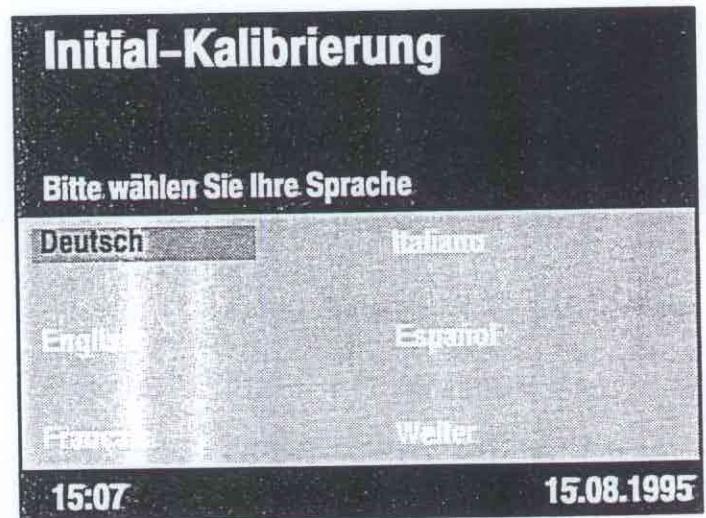 Initial-Kalibrierung
Bitte wählen Sie Ihre Sprache
Deutsch Italiano
English Español
Français Weiter
15:07 15.08.1995